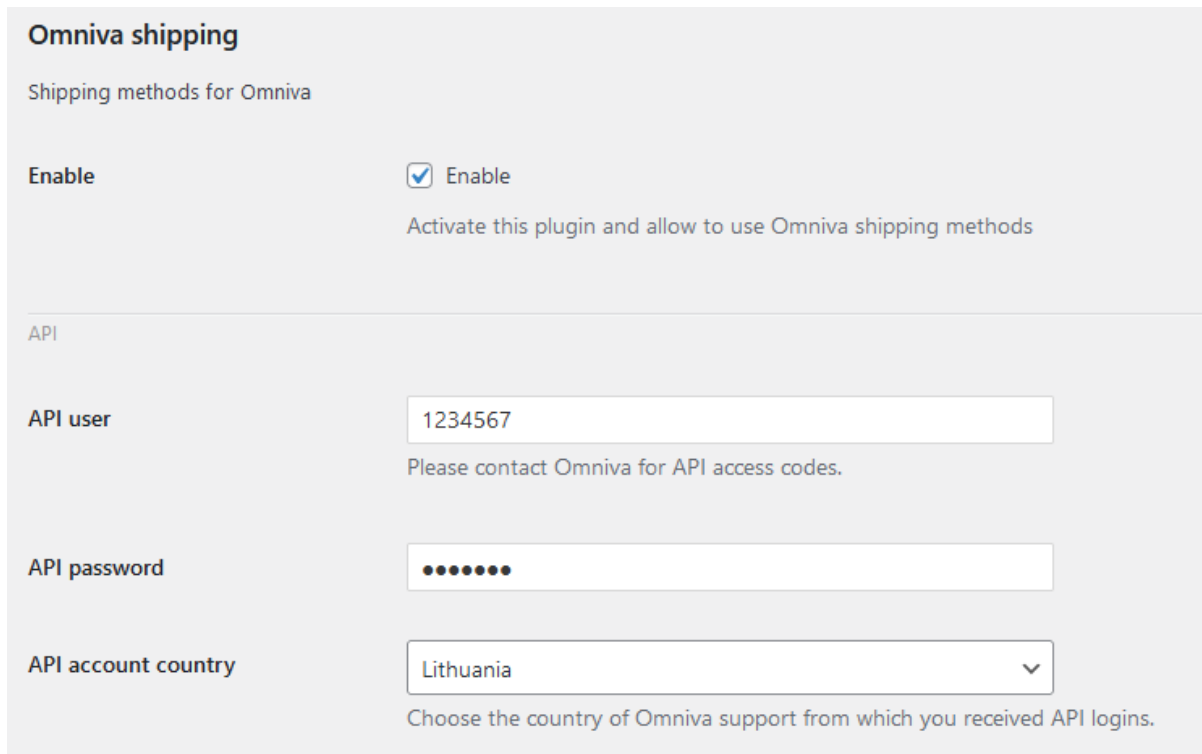 Omniva shipping
Shipping methods for Omniva
Enable
Enable
Activate this plugin and allow to use Omniva shipping methods
API
API user
1234567
Please contact Omniva for API access codes.
API password
•••••••
API account country
Lithuania
Choose the country of Omniva support from which you received API logins.